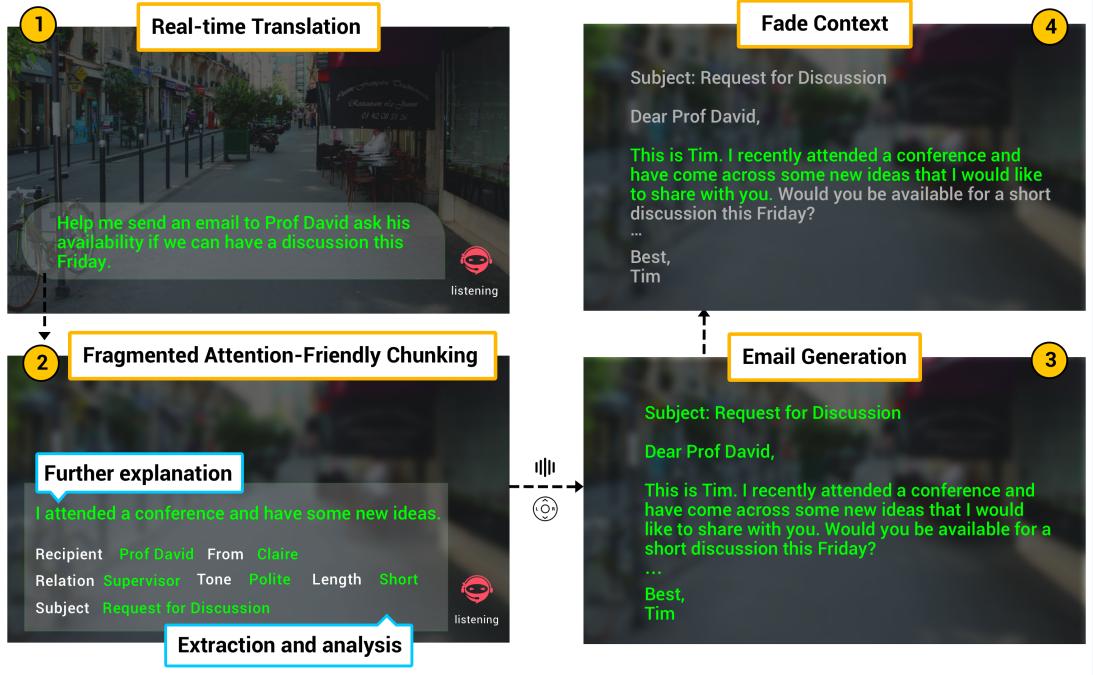 1
Real-time Translation
Restaurant
Help me send an email to Prof David ask his
availability if we can have a discussion this
Friday.
listening
2
Fragmented Attention-Friendly Chunking
Further explanation
I attended a conference and have some new ideas.
Recipient Prof David From Claire
Relation Supervisor Tone Polite Length Short
Subject Request for Discussion
listening
Extraction and analysis
L R
Email Generation
3
Subject: Request for Discussion
Dear Prof David,
This is Tim. I recently attended a conference and
have come across some new ideas that I would
like to share with you. Would you be available for a
short discussion this Friday?
...
Best,
Tim
Fade Context
4
Subject: Request for Discussion
Dear Prof David,
This is Tim. I recently attended a conference and
have come across some new ideas that I would like
to share with you. Would you be available for a short
discussion this Friday?
...
Best,
Tim